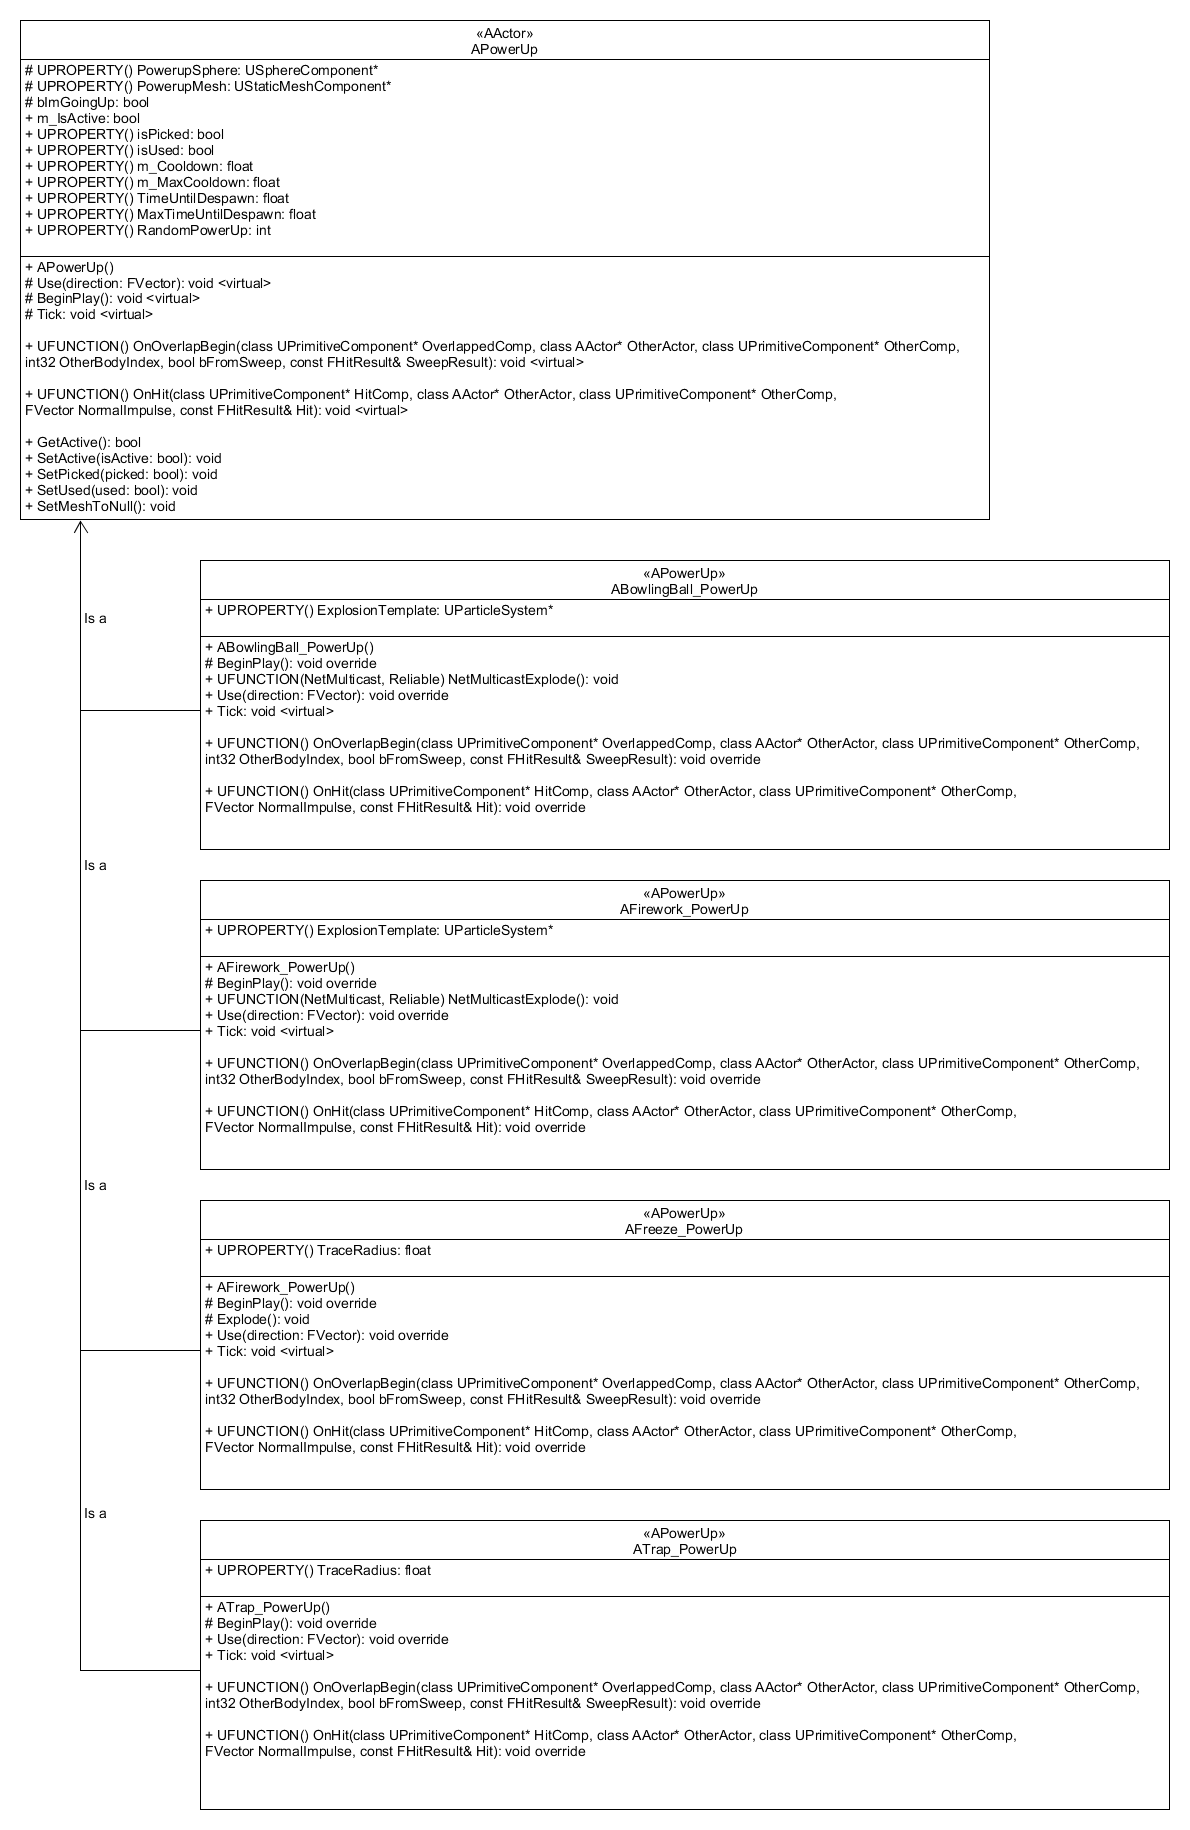 «AActor»
APowerUp
# UPROPERTY() PowerupSphere: USphereComponent*
# UPROPERTY() PowerupMesh: UStaticMeshComponent*
# bImGoingUp: bool
+ m_IsActive: bool
+ UPROPERTY() isPicked: bool
+ UPROPERTY() isUsed: bool
+ UPROPERTY() m_Cooldown: float
+ UPROPERTY() m_MaxCooldown: float
+ UPROPERTY() TimeUntilDespawn: float
+ UPROPERTY() MaxTimeUntilDespawn: float
+ UPROPERTY() RandomPowerUp: int
+ APowerUp()
# Use(direction: FVector): void <virtual>
# BeginPlay(): void <virtual>
# Tick: void <virtual>
+ UFUNCTION() OnOverlapBegin(class UPrimitiveComponent* OverlappedComp, class AActor* OtherActor, class UPrimitiveComponent* OtherComp,
int32 OtherBodyIndex, bool bFromSweep, const FHitResult& SweepResult): void <virtual>
+ UFUNCTION() OnHit(class UPrimitiveComponent* HitComp, class AActor* OtherActor, class UPrimitiveComponent* OtherComp,
FVector NormalImpulse, const FHitResult& Hit): void <virtual>
+ GetActive(): bool
+ SetActive(isActive: bool): void
+ SetPicked(picked: bool): void
+ SetUsed(used: bool): void
+ SetMeshToNull(): void
Is a
«APowerUp»
ABowlingBall_PowerUp
+ UPROPERTY() ExplosionTemplate: UParticleSystem*
+ ABowlingBall_PowerUp()
# BeginPlay(): void override
+ UFUNCTION(NetMulticast, Reliable) NetMulticastExplode(): void
+ Use(direction: FVector): void override
+ Tick: void <virtual>
+ UFUNCTION() OnOverlapBegin(class UPrimitiveComponent* OverlappedComp, class AActor* OtherActor, class UPrimitiveComponent* OtherComp,
int32 OtherBodyIndex, bool bFromSweep, const FHitResult& SweepResult): void override
+ UFUNCTION() OnHit(class UPrimitiveComponent* HitComp, class AActor* OtherActor, class UPrimitiveComponent* OtherComp,
FVector NormalImpulse, const FHitResult& Hit): void override
Is a
«APowerUp»
AFirework_PowerUp
+ UPROPERTY() ExplosionTemplate: UParticleSystem*
+ AFirework_PowerUp()
# BeginPlay(): void override
+ UFUNCTION(NetMulticast, Reliable) NetMulticastExplode(): void
+ Use(direction: FVector): void override
+ Tick: void <virtual>
+ UFUNCTION() OnOverlapBegin(class UPrimitiveComponent* OverlappedComp, class AActor* OtherActor, class UPrimitiveComponent* OtherComp,
int32 OtherBodyIndex, bool bFromSweep, const FHitResult& SweepResult): void override
+ UFUNCTION() OnHit(class UPrimitiveComponent* HitComp, class AActor* OtherActor, class UPrimitiveComponent* OtherComp,
FVector NormalImpulse, const FHitResult& Hit): void override
Is a
«APowerUp»
AFreeze_PowerUp
+ UPROPERTY() TraceRadius: float
+ AFirework_PowerUp()
# BeginPlay(): void override
# Explode(): void
+ Use(direction: FVector): void override
+ Tick: void <virtual>
+ UFUNCTION() OnOverlapBegin(class UPrimitiveComponent* OverlappedComp, class AActor* OtherActor, class UPrimitiveComponent* OtherComp,
int32 OtherBodyIndex, bool bFromSweep, const FHitResult& SweepResult): void override
+ UFUNCTION() OnHit(class UPrimitiveComponent* HitComp, class AActor* OtherActor, class UPrimitiveComponent* OtherComp,
FVector NormalImpulse, const FHitResult& Hit): void override
Is a
«APowerUp»
ATrap_PowerUp
+ UPROPERTY() TraceRadius: float
+ ATrap_PowerUp()
# BeginPlay(): void override
+ Use(direction: FVector): void override
+ Tick: void <virtual>
+ UFUNCTION() OnOverlapBegin(class UPrimitiveComponent* OverlappedComp, class AActor* OtherActor, class UPrimitiveComponent* OtherComp,
int32 OtherBodyIndex, bool bFromSweep, const FHitResult& SweepResult): void override
+ UFUNCTION() OnHit(class UPrimitiveComponent* HitComp, class AActor* OtherActor, class UPrimitiveComponent* OtherComp,
FVector NormalImpulse, const FHitResult& Hit): void override